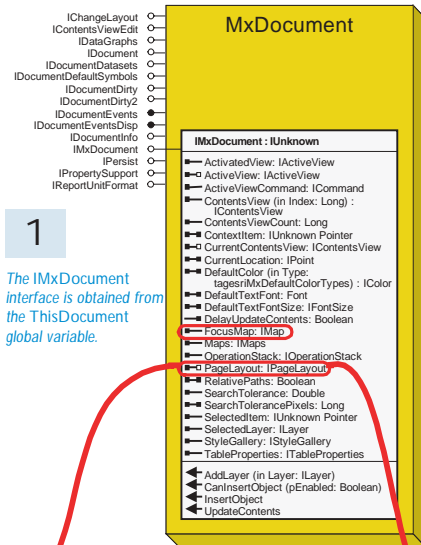 MxDocument
IChangeLayout
IContentsViewEdit
IDataGraphs
IDocument
IDocumentDatasets
IDocumentDefaultSymbols
IDocumentDirty
IDocumentDirty2
IDocumentEvents
IDocumentEventsDisp
IDocumentInfo
IMxDocument
IPersist
IPropertySupport
IReportUnitFormat
1
The IMxDocument
interface is obtained from
the ThisDocument
global variable.
IMxDocument : IUnknown
ActivatedView: IActiveView
ActiveView: IActiveView
ActiveViewCommand: ICommand
ContentsView (in Index: Long) :
IContentsView
ContentsViewCount: Long
ContextItem: IUnknown Pointer
CurrentContentsView: IContentsView
CurrentLocation: IPoint
DefaultColor (in Type:
tagesriMxDefaultColorTypes) : IColor
DefaultTextFont: Font
DefaultTextFontSize: IFontSize
DelayUpdateContents: Boolean
FocusMap: IMap
Maps: IMaps
OperationStack: IOperationStack
PageLayout: IPageLayout
RelativePaths: Boolean
SearchTolerance: Double
SearchTolerancePixels: Long
SelectedItem: IUnknown Pointer
SelectedLayer: ILayer
StyleGallery: IStyleGallery
TableProperties: ITableProperties
AddLayer (in Layer: ILayer)
CanInsertObject (pEnabled: Boolean)
InsertObject
UpdateContents